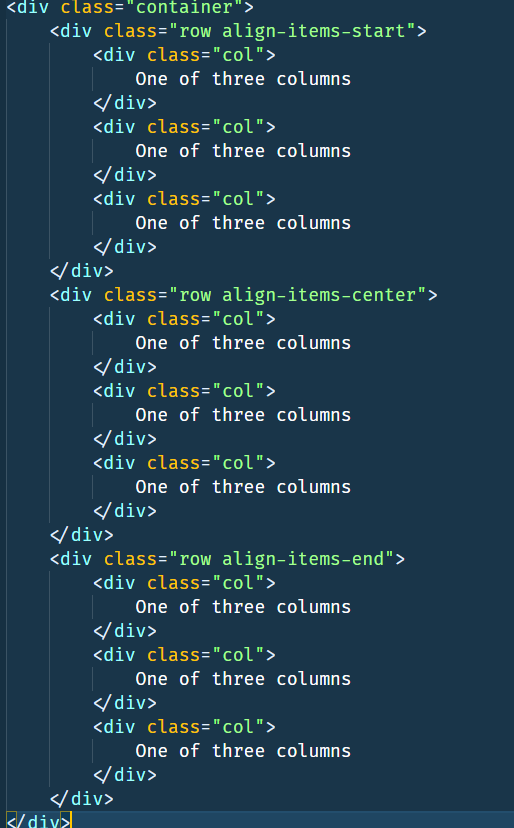 <div class="container">
    <div class="row align-items-start">
        <div class="col">
            One of three columns
        </div>
        <div class="col">
            One of three columns
        </div>
        <div class="col">
            One of three columns
        </div>
    </div>
    <div class="row align-items-center">
        <div class="col">
            One of three columns
        </div>
        <div class="col">
            One of three columns
        </div>
        <div class="col">
            One of three columns
        </div>
    </div>
    <div class="row align-items-end">
        <div class="col">
            One of three columns
        </div>
        <div class="col">
            One of three columns
        </div>
        <div class="col">
            One of three columns
        </div>
    </div>
</div>